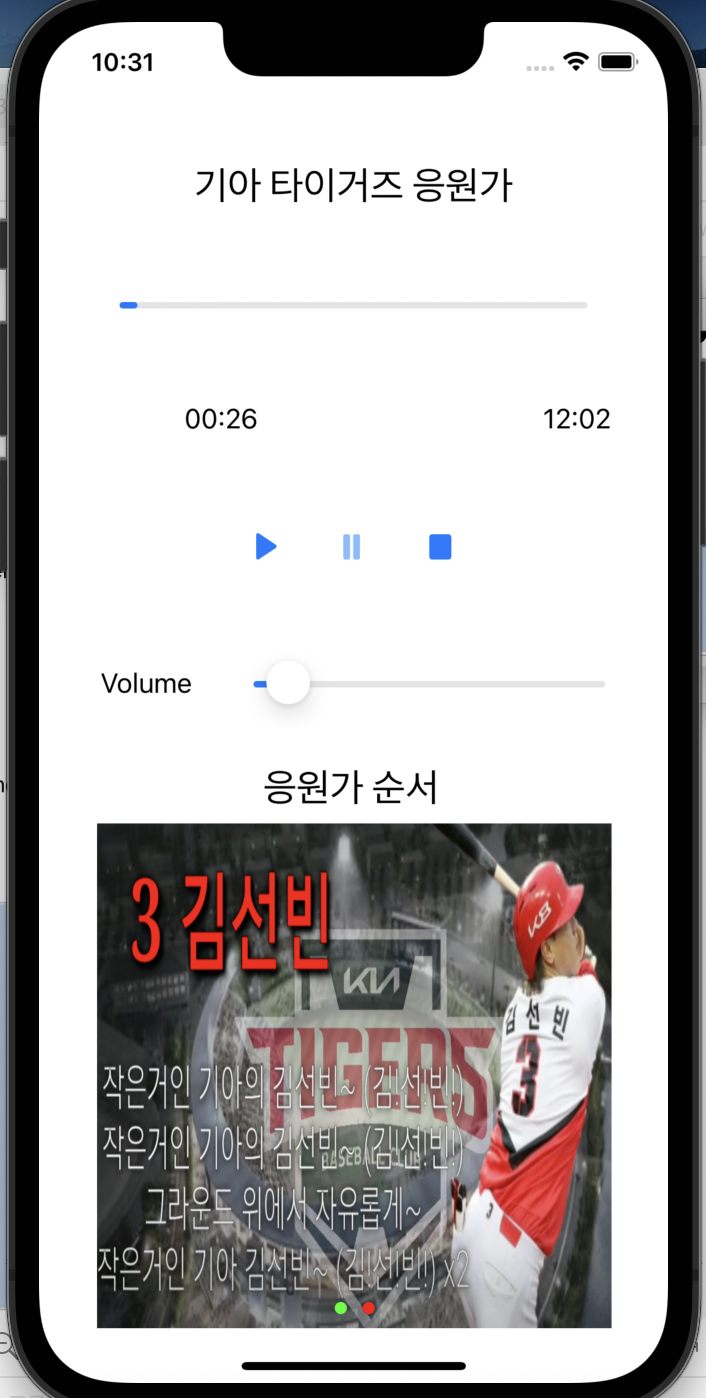 10:31
기아 타이거즈 응원가
00:26 12:02
Volume
응원가 순서
3 김선빈
KIA
TIGERS
BASEBALL CLUB
KB
김선빈
3
작은거인 기아의 김선빈~ (김!선!빈!)
작은거인 기아의 김선빈~ (김!선!빈!)
그라운드 위에서 자유롭게~
작은거인 기아 김선빈~ (김!선!빈!) x2
3